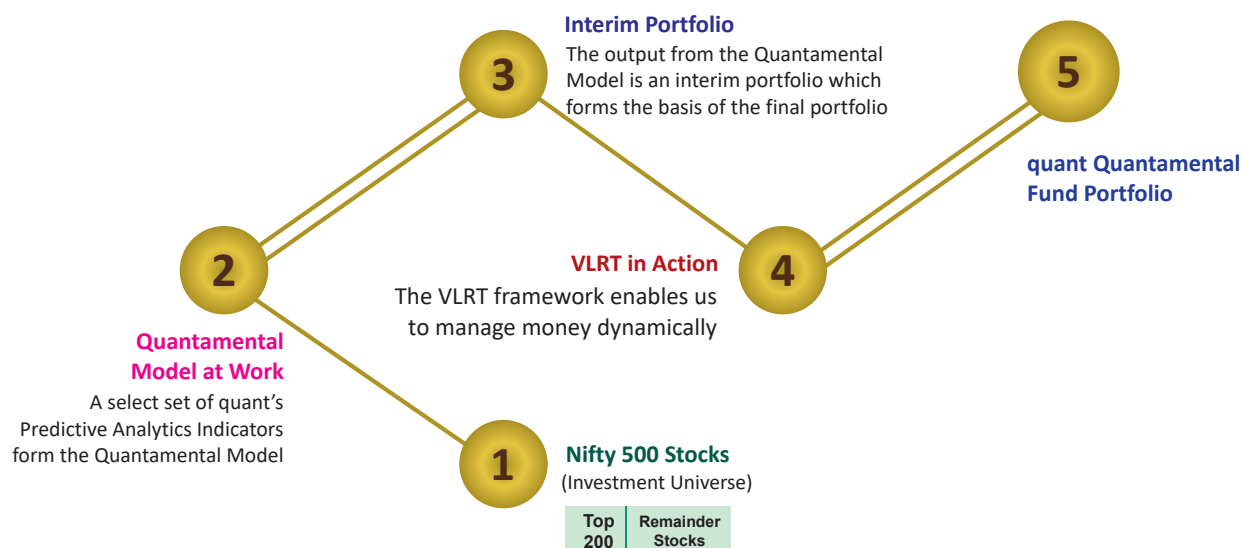 3
Interim Portfolio
The output from the Quantamental
Model is an interim portfolio which
forms the basis of the final portfolio
5
quant Quantamental
Fund Portfolio
2
Quantamental
Model at Work
A select set of quant’s
Predictive Analytics Indicators
form the Quantamental Model
VLRT in Action
The VLRT framework enables us
to manage money dynamically
4
1
Nifty 500 Stocks
(Investment Universe)
Top
200
Remainder
Stocks